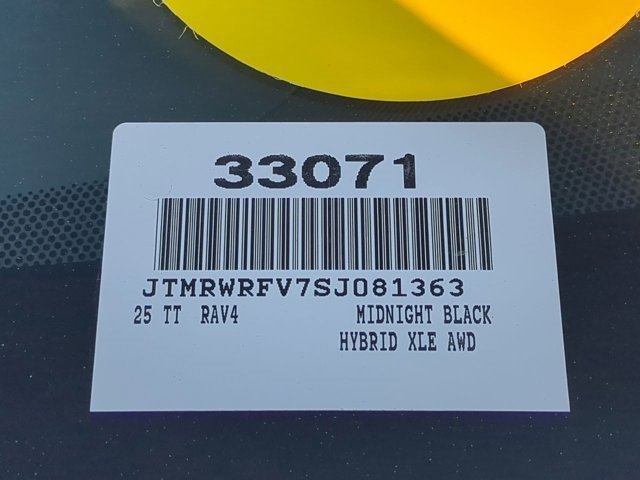 33071
JTMRWRFV7SJ081363
25 TT RAV4 MIDNIGHT BLACK
HYBRID XLE AWD